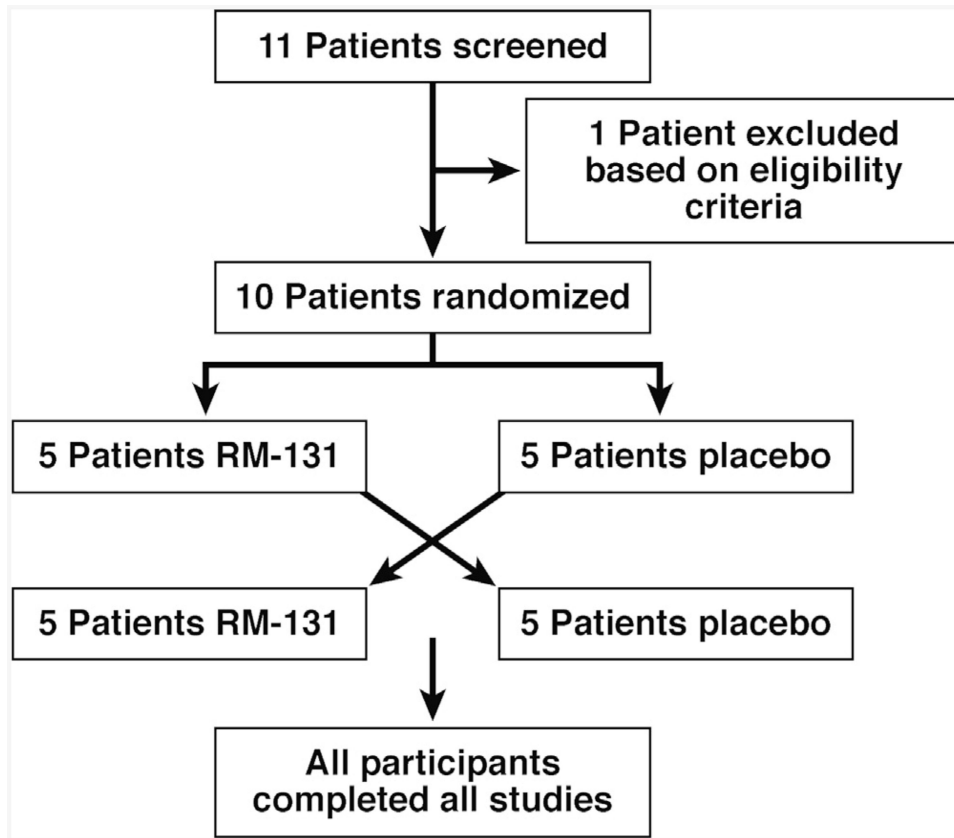 11 Patients screened
1 Patient excluded
based on eligibility
criteria
10 Patients randomized
5 Patients RM-131
5 Patients placebo
5 Patients RM-131
5 Patients placebo
All participants
completed all studies